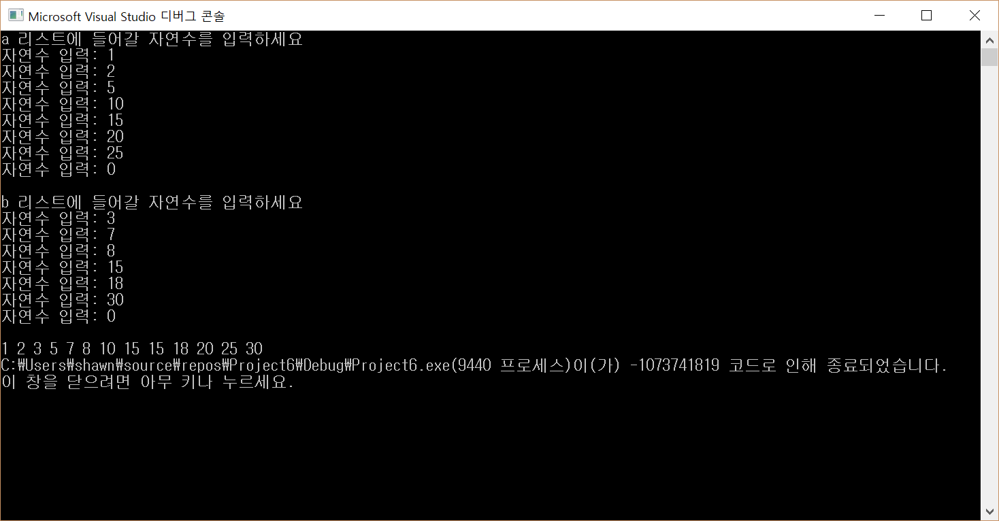 Microsoft Visual Studio 디버그 콘솔
a 리스트에 들어갈 자연수를 입력하세요
자연수 입력: 1
자연수 입력: 2
자연수 입력: 5
자연수 입력: 10
자연수 입력: 15
자연수 입력: 20
자연수 입력: 25
자연수 입력: 0
b 리스트에 들어갈 자연수를 입력하세요
자연수 입력: 3
자연수 입력: 7
자연수 입력: 8
자연수 입력: 15
자연수 입력: 18
자연수 입력: 30
자연수 입력: 0
1 2 3 5 7 8 10 15 15 18 20 25 30
C:₩Users₩shawn₩source₩repos₩Project6₩Debug₩Project6.exe(9440 프로세스)이(가) -1073741819 코드로 인해 종료되었습니다.
이 창을 닫으려면 아무 키나 누르세요.